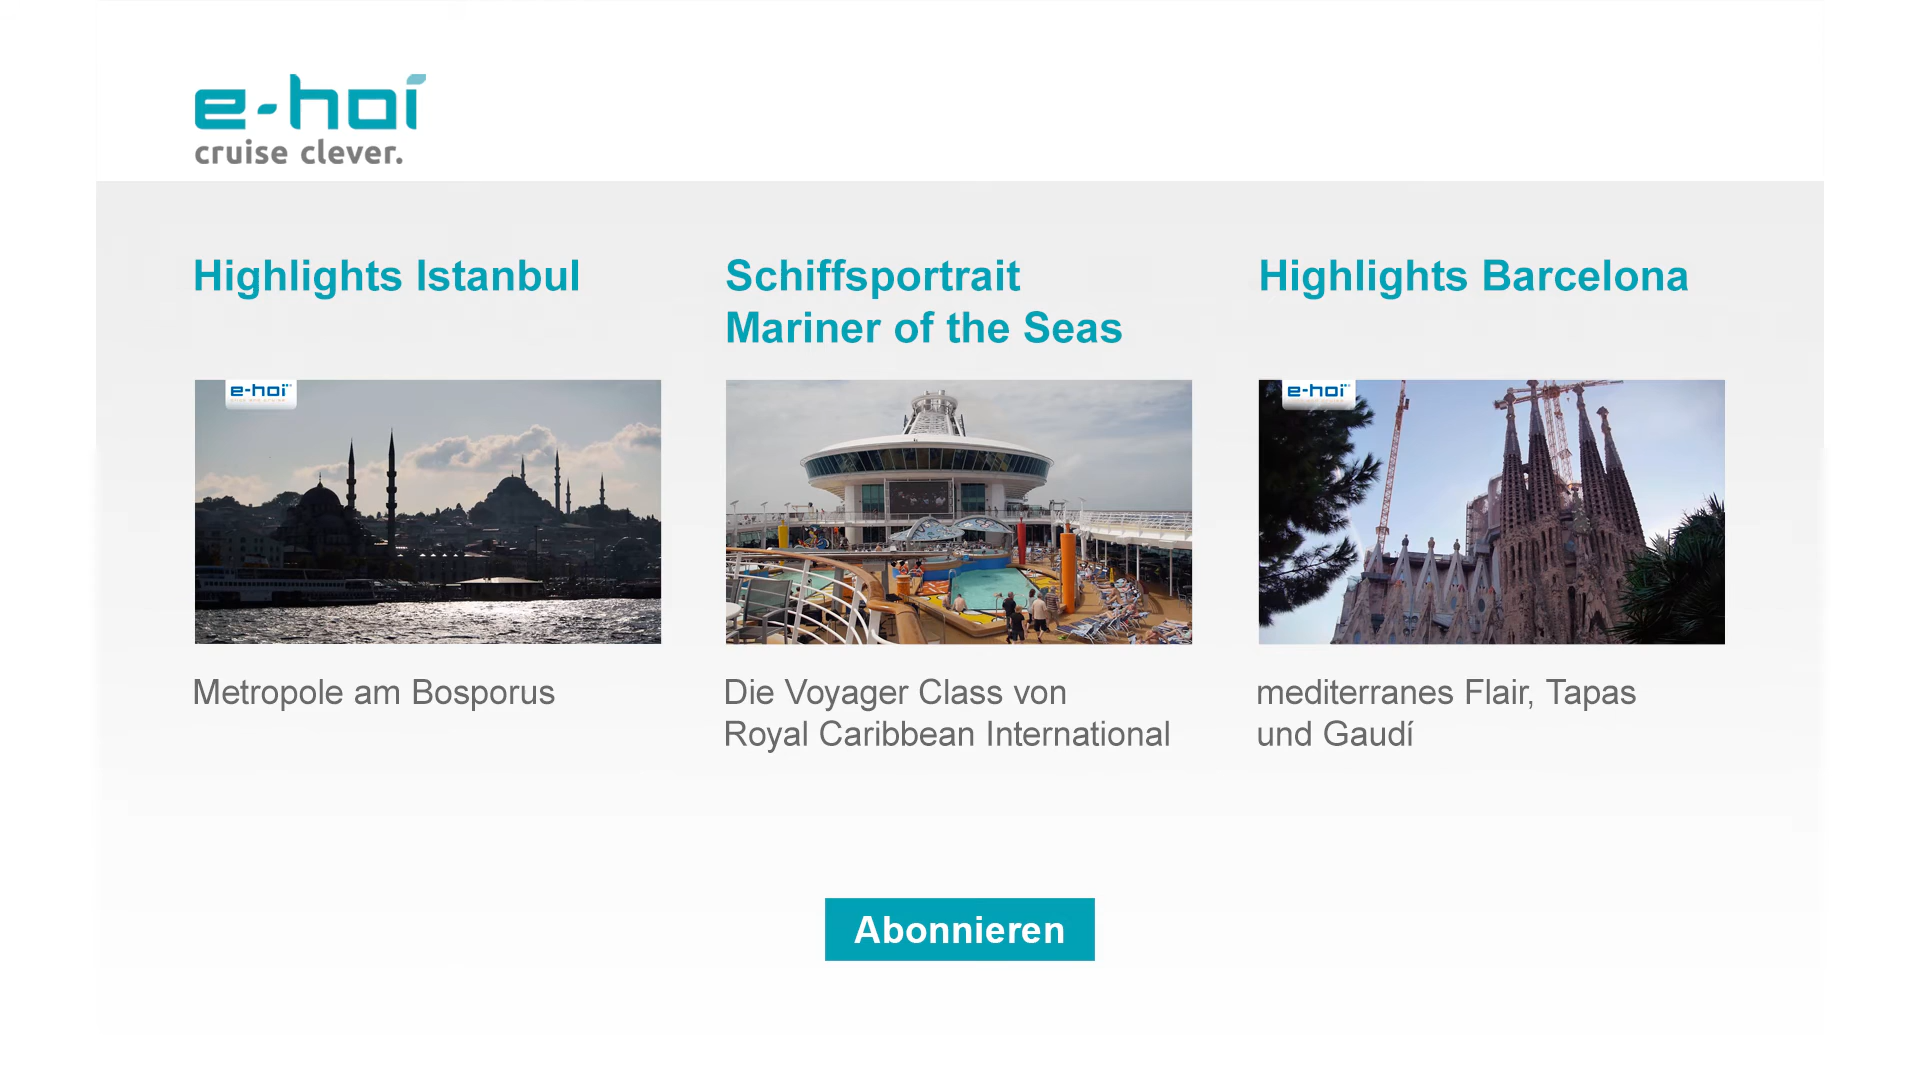 e-hoi
cruise clever.
Highlights Istanbul
Schiffsportrait
Mariner of the Seas
Highlights Barcelona
e-hoi
e-hoi
Metropole am Bosporus
Die Voyager Class von
Royal Caribbean International
mediterranes Flair, Tapas
und Gaudí
Abonnieren